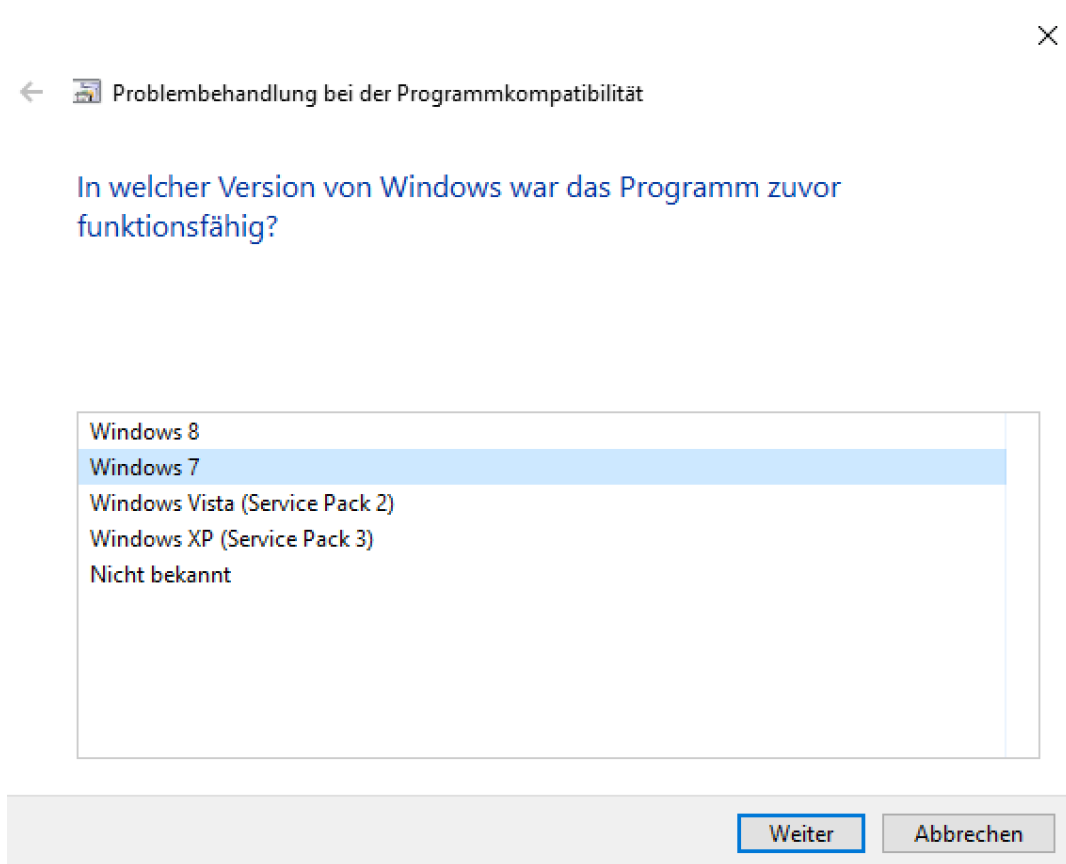 Problembehandlung bei der Programmkompatibilität
In welcher Version von Windows war das Programm zuvor
funktionsfähig?
Windows 8
Windows 7
Windows Vista (Service Pack 2)
Windows XP (Service Pack 3)
Nicht bekannt
Weiter
Abbrechen